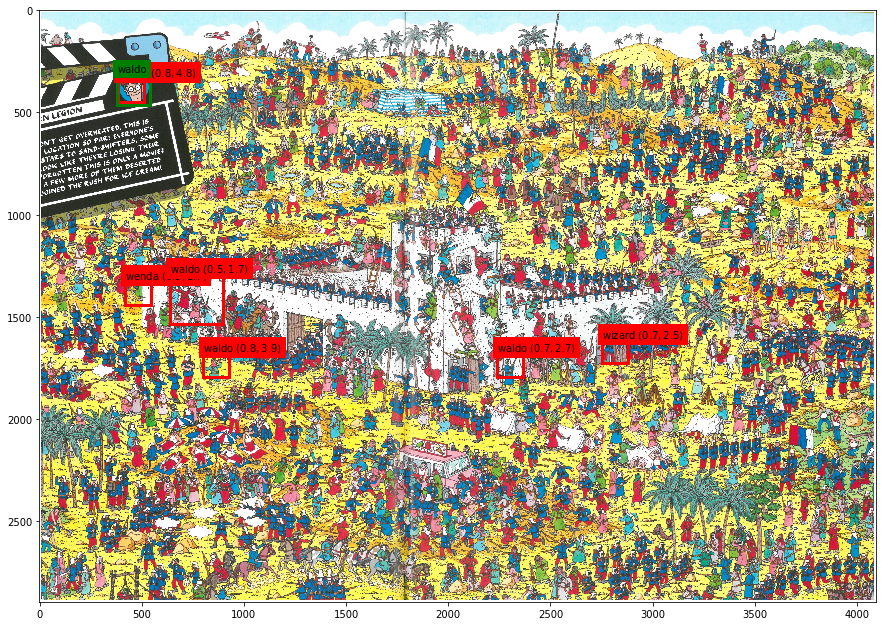 0
waldo (0.8, 4.8)
500
N LEGION
ON'T GET OVERHEATED, THIS IS
LOCATION SO FAR! EVERYONE'S
STARS TO SAND-SHIFTERS, SOME
OOK LIKE THEY'RE LOSING THEIR
ORGOTTEN THIS IS ONLY A MOVIE!
A FEW MORE OF THEM DESERTED
JOINED THE RUSH FOR ICE CREAM!
1000
waldo (0.5, 1.7)
wenda (
1500
wizard (0.7, 2.5)
waldo (0.8, 3.9)
waldo (0.7, 2.7)
2000
2500
0 500 1000 1500 2000 2500 3000 3500 4000